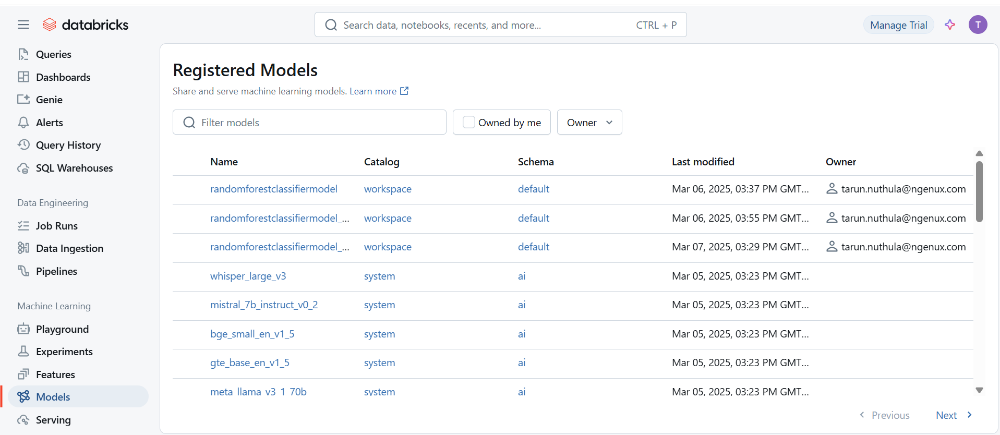 databricks
Search data, notebooks, recents, and more...
CTRL + P
Manage Trial
T
Queries
Dashboards
Genie
Alerts
Query History
SQL Warehouses
Data Engineering
Job Runs
Data Ingestion
Pipelines
Machine Learning
Playground
Experiments
Features
Models
Serving
Registered Models
Share and serve machine learning models. Learn more
Filter models
Owned by me
Owner
Name Catalog Schema Last modified Owner
randomforestclassifiermodel workspace default Mar 06, 2025, 03:37 PM GMT... tarun.nuthula@ngenux.com
randomforestclassifiermodel_... workspace default Mar 06, 2025, 03:55 PM GMT... tarun.nuthula@ngenux.com
randomforestclassifiermodel_... workspace default Mar 07, 2025, 03:29 PM GMT... tarun.nuthula@ngenux.com
whisper_large_v3 system ai Mar 05, 2025, 03:23 PM GMT...
mistral_7b_instruct_v0_2 system ai Mar 05, 2025, 03:23 PM GMT...
bge_small_en_v1_5 system ai Mar 05, 2025, 03:23 PM GMT...
gte_base_en_v1_5 system ai Mar 05, 2025, 03:23 PM GMT...
meta_llama_v3_1_70b system ai Mar 05, 2025, 03:23 PM GMT...
Previous
Next